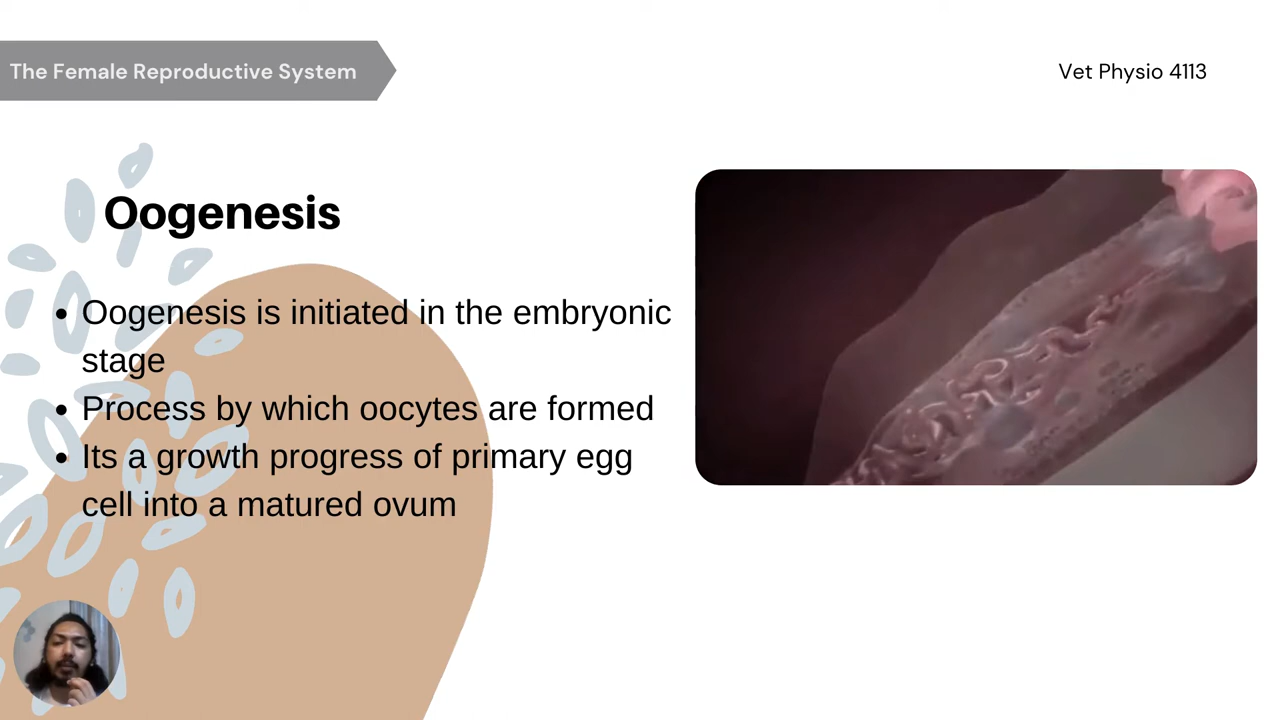 The Female Reproductive System
Vet Physio 4113
Oogenesis
• Oogenesis is initiated in the embryonic
stage
• Process by which oocytes are formed
• Its a growth progress of primary egg
cell into a matured ovum